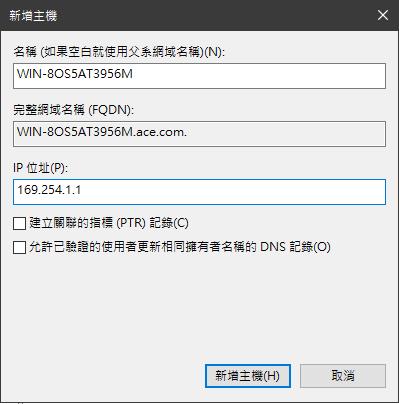 新增主機
名稱 (如果空白就使用父系網域名稱)(N):
WIN-8OS5AT3956M
完整網域名稱 (FQDN):
WIN-8OS5AT3956M.ace.com.
IP 位址(P):
169.254.1.1
建立關聯的指標 (PTR) 記錄(C)
允許已驗證的使用者更新相同擁有者名稱的 DNS 記錄(O)
新增主機(H)
取消